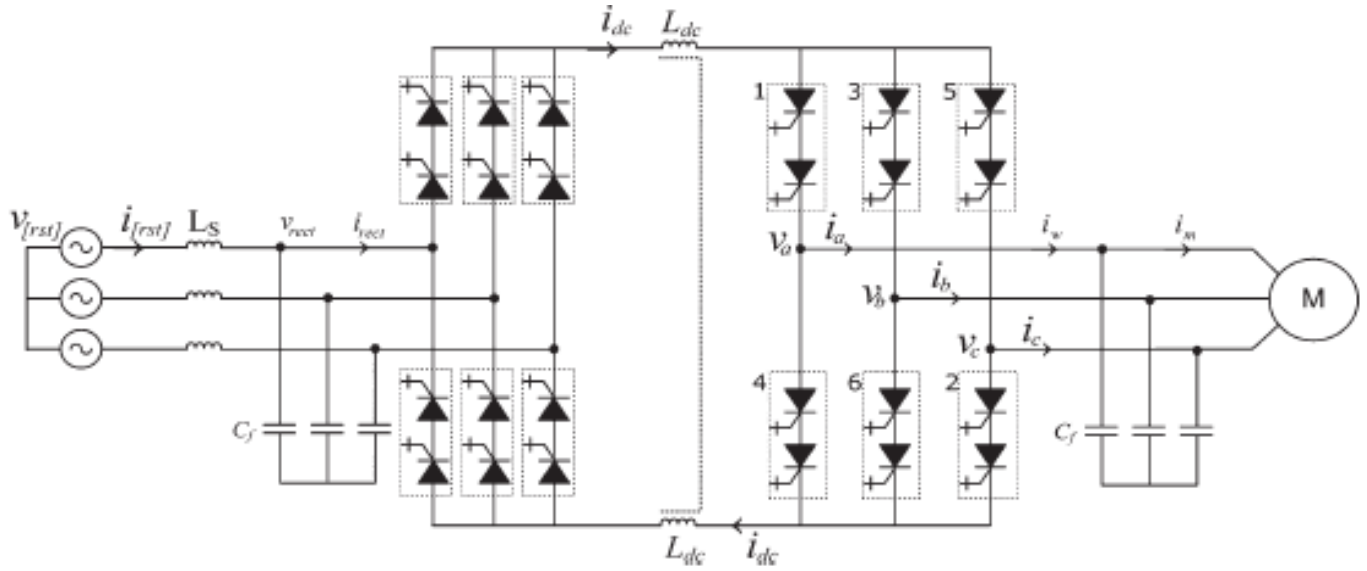 i_dc L_dc
1 3 5
v_[rst] i_[rst] Ls v_rect i_rect
v_a i_a i_w i_m
v_b i_b M
v_c i_c
4 6 2
C_f C_f
L_dc i_dc